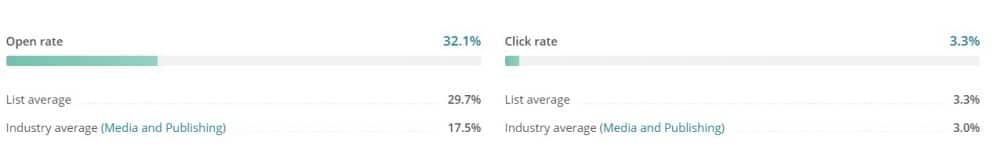 Open rate 32.1% Click rate 3.3%
List average 29.7% List average 3.3%
Industry average (Media and Publishing) 17.5% Industry average (Media and Publishing) 3.0%